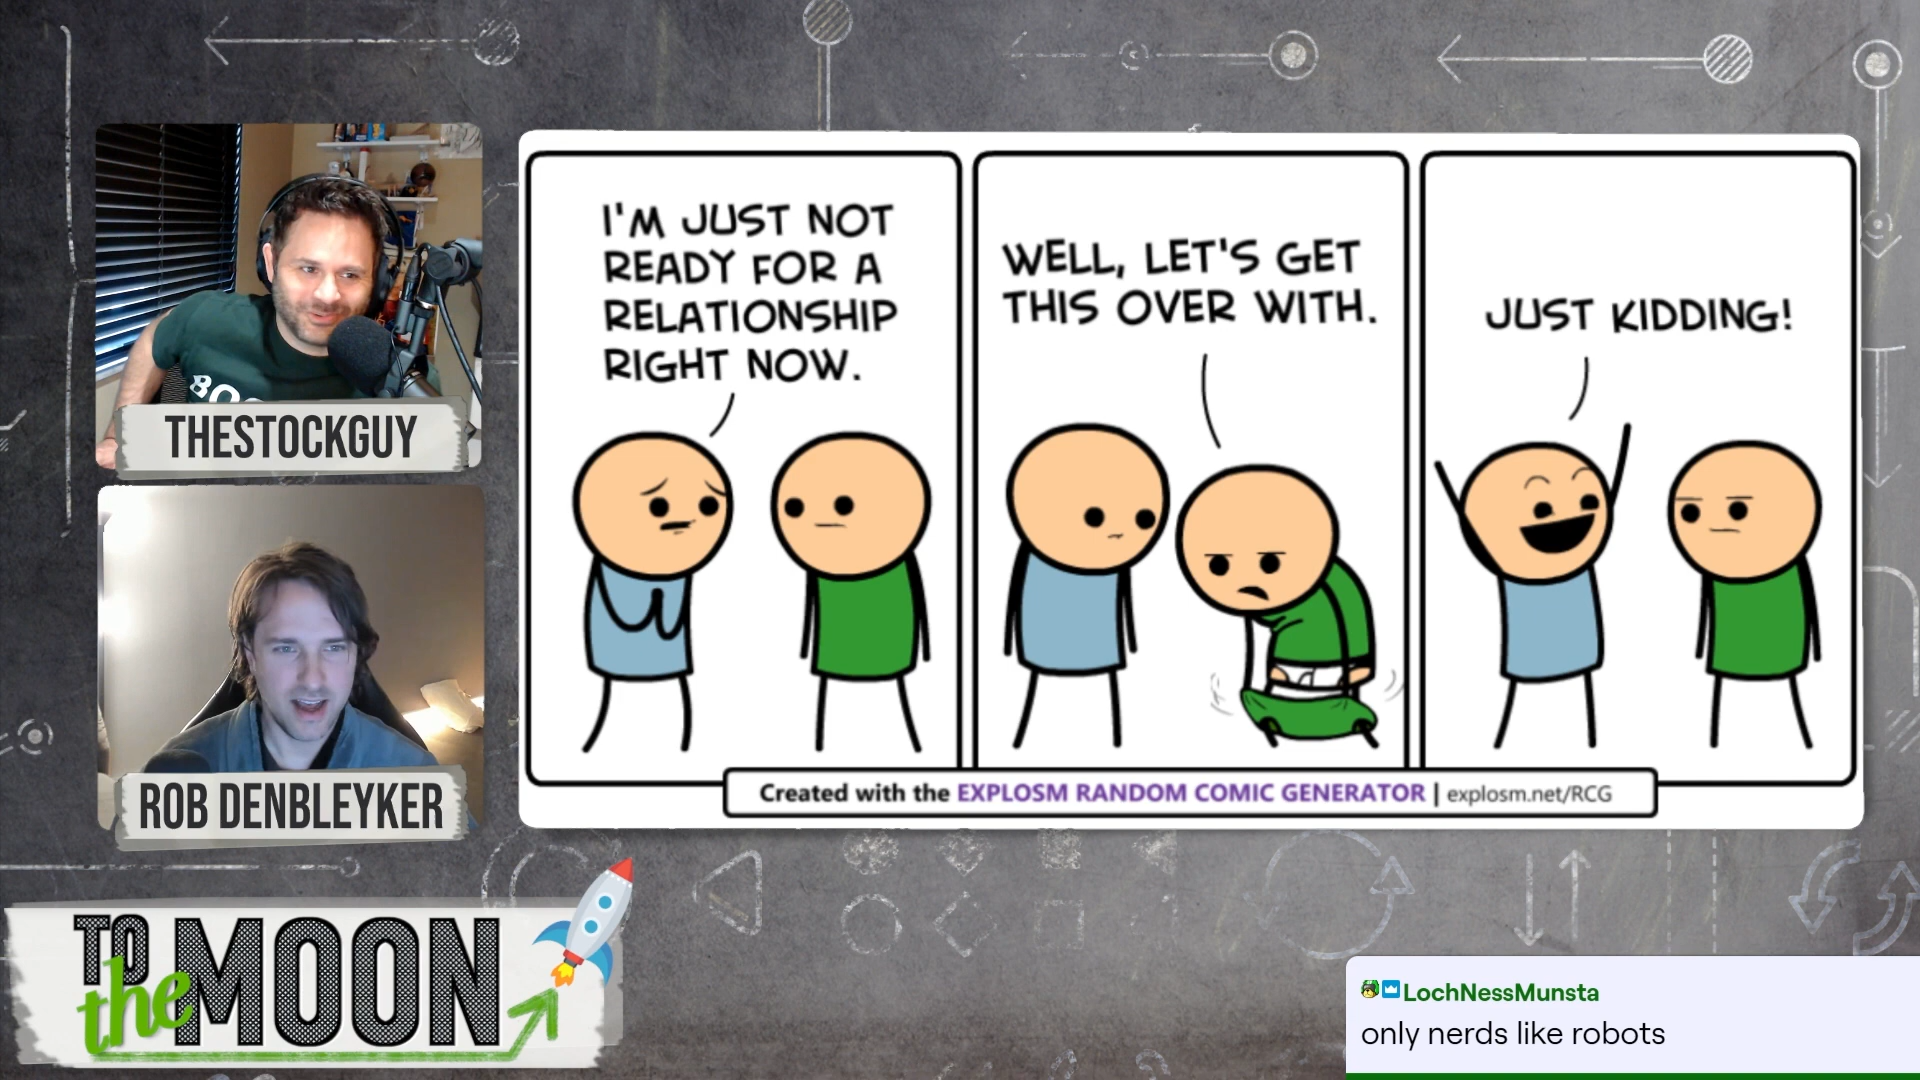 BOO
THESTOCKGUY
ROB DENBLEYKER
I'M JUST NOT
READY FOR A
RELATIONSHIP
RIGHT NOW.
WELL, LET'S GET
THIS OVER WITH.
JUST KIDDING!
Created with the EXPLOSM RANDOM COMIC GENERATOR | explosm.net/RCG
TO
the MOON
LochNessMunsta
only nerds like robots